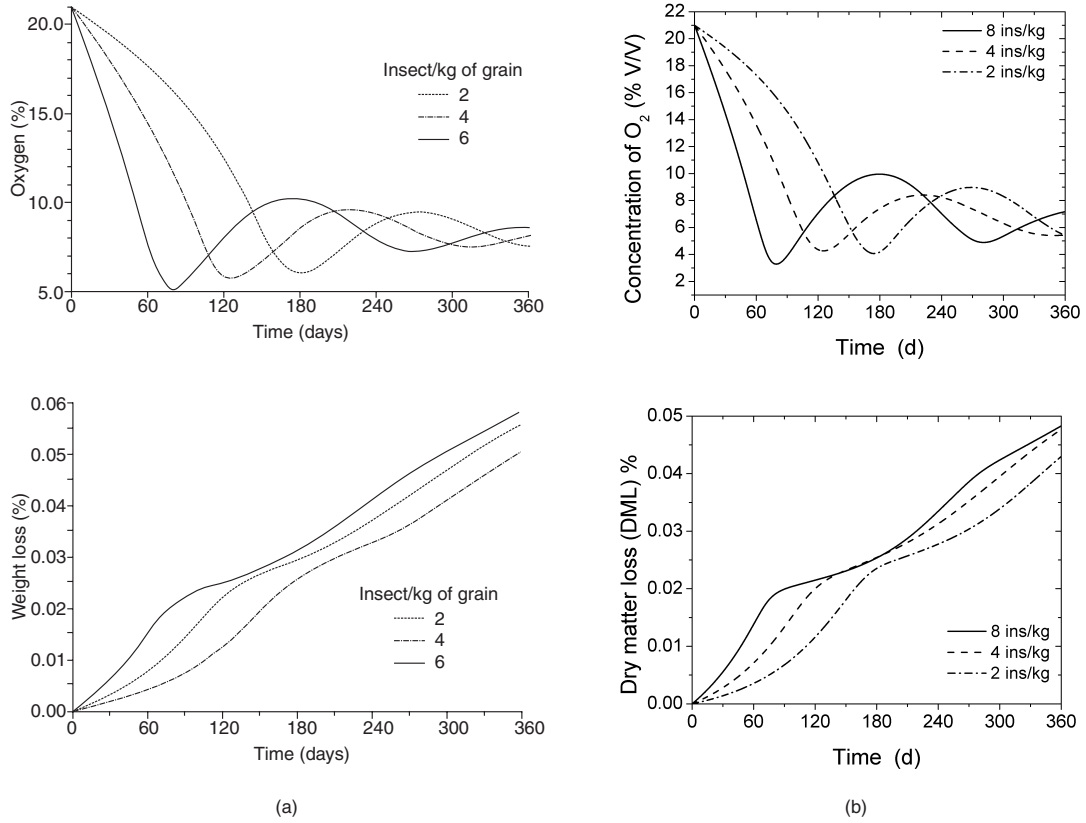 20.0
15.0
10.0
5.0
Oxygen (%)
Insect/kg of grain
2
4
6
0 60 120 180 240 300 360
Time (days)
22
20
18
16
14
12
10
8
6
4
2
Concentration of O2 (% V/V)
8 ins/kg
4 ins/kg
2 ins/kg
0 60 120 180 240 300 360
Time (d)
0.06
0.05
0.04
0.03
0.02
0.01
0.00
Weight loss (%)
Insect/kg of grain
2
4
6
0 60 120 180 240 300 360
Time (days)
(a)
0.05
0.04
0.03
0.02
0.01
0.00
Dry matter loss (DML) %
8 ins/kg
4 ins/kg
2 ins/kg
0 60 120 180 240 300 360
Time (d)
(b)